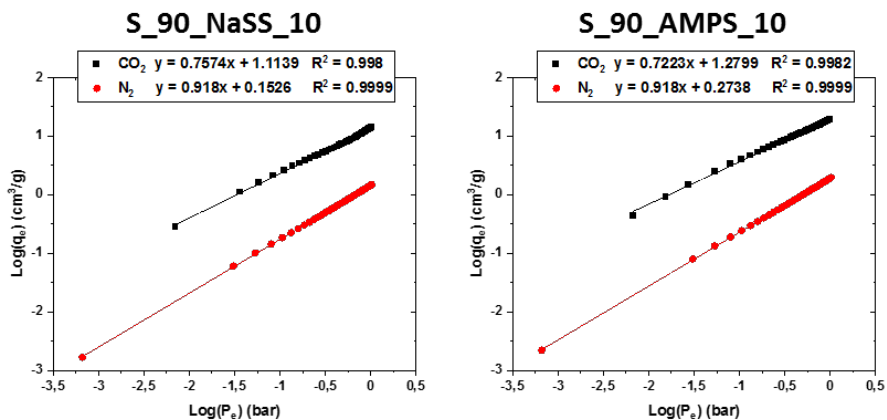 S_90_NaSS_10
CO₂ y = 0.7574x + 1.1139 R² = 0.998
N₂ y = 0.918x + 0.1526 R² = 0.9999
2
1
0
-1
-2
-3
Log(qₑ) (cm³/g)
-3,5 -3 -2,5 -2 -1,5 -1 -0,5 0 0,5
Log(Pₑ) (bar)
S_90_AMPS_10
CO₂ y = 0.7223x + 1.2799 R² = 0.9982
N₂ y = 0.918x + 0.2738 R² = 0.9999
2
1
0
-1
-2
-3
Log(qₑ) (cm³/g)
-3,5 -3 -2,5 -2 -1,5 -1 -0,5 0 0,5
Log(Pₑ) (bar)